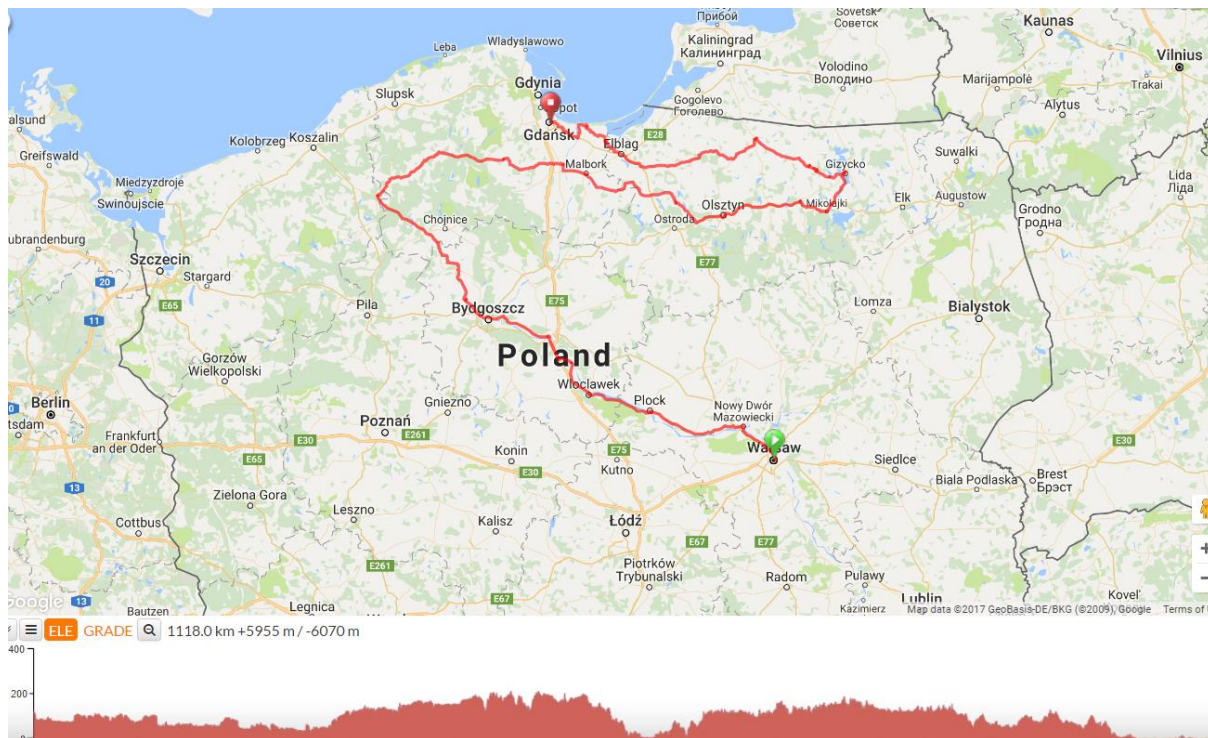 Прибой
Sovetsk
Советск
Kaunas
Leba
Wladyslawowo
Kaliningrad
Калининград
Vilnius
Gdynia
Volodino
Володино
Marijampolė
Trakai
Slupsk
Gogolevo
Гоголево
Alytus
alsund
Kolobrzeg
Koszalin
Gdańsk
E28
Elblag
Greifswald
Malbork
Gizycko
Suwalki
Lida
Ліда
Miedzyzdroje
Swinoujscie
Chojnice
Ostroda
Olsztyn
Mikolajki
Elk
Augustow
Grodno
Гродна
ubrandenburg
Szczecin
Stargard
E77
20
E65
Pila
Bydgoszcz
E75
Lomza
Bialystok
11
Poland
Gorzów
Wielkopolski
Wloclawek
Berlin
Gniezno
Plock
Nowy Dwór
Mazowiecki
tsdam
Poznań
E261
Frankfurt
an der Oder
E30
Warsaw
E30
Konin
E75
Siedlce
E65
E30
Kutno
Brest
Брэст
Biala Podlaska
13
Zielona Gora
Leszno
Cottbus
Kalisz
Łódź
E67
E77
E261
Piotrków
Trybunalski
Radom
Pulawy
Google
13
Legnica
E67
Lublin
Kovel'
Bautzen
Kazimierz
Map data ©2017 GeoBasis-DE/BKG (©2009), Google
Terms of
ELE GRADE 1118.0 km +5955 m / -6070 m
400
200
0